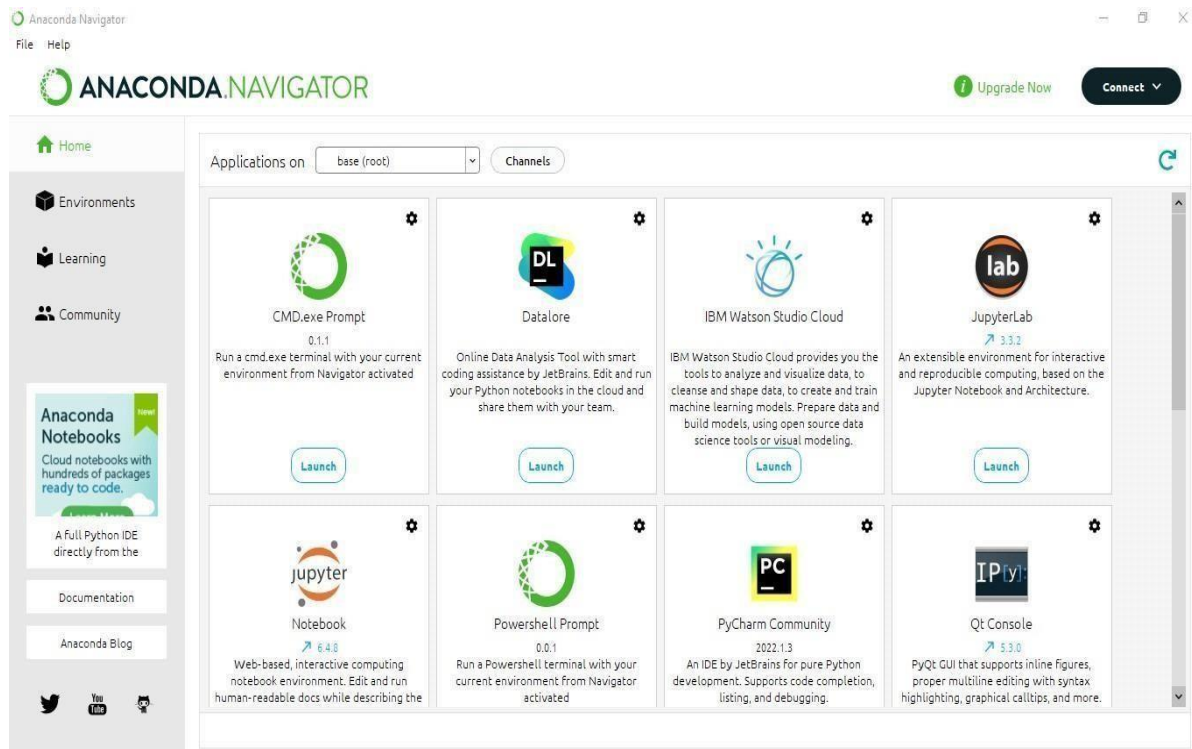 Anaconda Navigator
File Help
ANACONDA.NAVIGATOR
Upgrade Now
Connect
Home
Environments
Learning
Community
Anaconda
Notebooks
New!
Cloud notebooks with
hundreds of packages
ready to code.
Learn More
A full Python IDE
directly from the
Documentation
Anaconda Blog
You
Tube
Applications on base (root) Channels
CMD.exe Prompt
0.1.1
Run a cmd.exe terminal with your current
environment from Navigator activated
Launch
DL
Datalore
Online Data Analysis Tool with smart
coding assistance by JetBrains. Edit and run
your Python notebooks in the cloud and
share them with your team.
Launch
IBM Watson Studio Cloud
IBM Watson Studio Cloud provides you the
tools to analyze and visualize data, to
cleanse and shape data, to create and train
machine learning models. Prepare data and
build models, using open source data
science tools or visual modeling.
Launch
lab
JupyterLab
3.3.2
An extensible environment for interactive
and reproducible computing, based on the
Jupyter Notebook and Architecture.
Launch
jupyter
Notebook
6.4.8
Web-based, interactive computing
notebook environment. Edit and run
human-readable docs while describing the
Powershell Prompt
0.0.1
Run a Powershell terminal with your
current environment from Navigator
activated
PC
PyCharm Community
2022.1.3
An IDE by JetBrains for pure Python
development. Supports code completion,
listing, and debugging.
IP[y]:
Qt Console
5.3.0
PyQt GUI that supports inline figures,
proper multiline editing with syntax
highlighting, graphical calltips, and more.